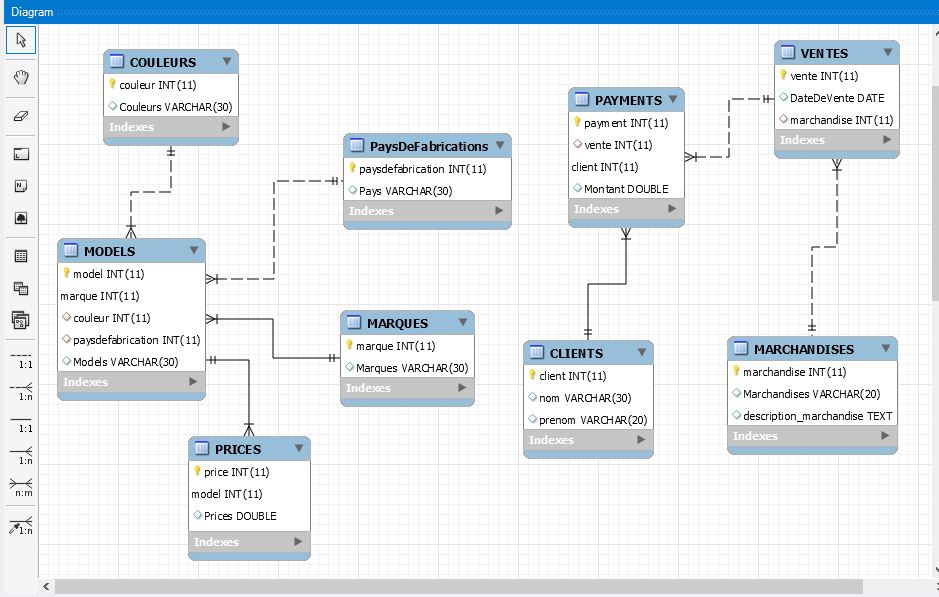 Diagram
COULEURS
couleur INT(11)
Couleurs VARCHAR(30)
Indexes
PaysDeFabrications
paysdefabrication INT(11)
Pays VARCHAR(30)
Indexes
PAYMENTS
payment INT(11)
vente INT(11)
client INT(11)
Montant DOUBLE
Indexes
VENTES
vente INT(11)
DateDeVente DATE
marchandise INT(11)
Indexes
MODELS
model INT(11)
marque INT(11)
couleur INT(11)
paysdefabrication INT(11)
Models VARCHAR(30)
Indexes
MARQUES
marque INT(11)
Marques VARCHAR(30)
Indexes
CLIENTS
client INT(11)
nom VARCHAR(30)
prenom VARCHAR(20)
Indexes
MARCHANDISES
marchandise INT(11)
Marchandises VARCHAR(20)
description_marchandise TEXT
Indexes
PRICES
price INT(11)
model INT(11)
Prices DOUBLE
Indexes
1:1
1:n
1:1
1:n
n:m
1:n